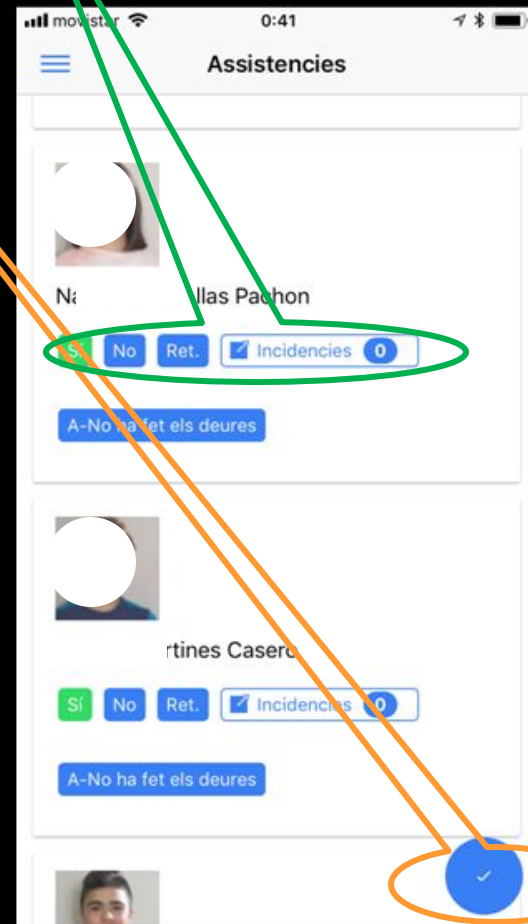 movistar 0:41
Assistencies
llas Pachon
Sí No Ret. Incidencies 0
A-No ha fet els deures
rtines Casero
Sí No Ret. Incidencies 0
A-No ha fet els deures